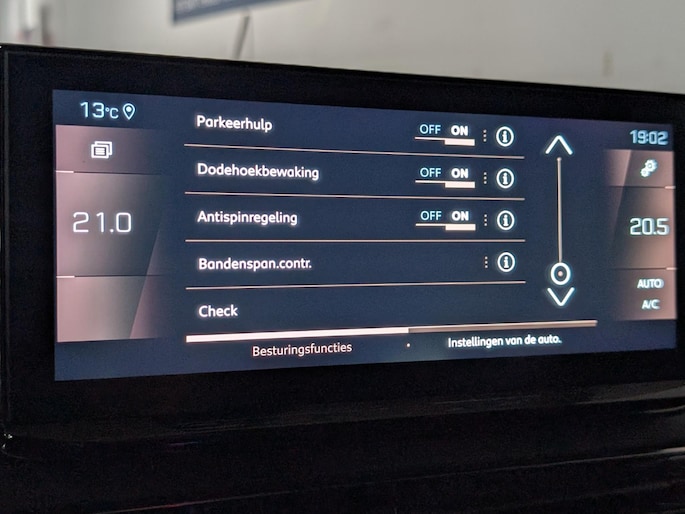 13°C
19:02
Parkeerhulp OFF ON
Dodehoekbewaking OFF ON
21.0
Antispinregeling OFF ON
20.5
Bandenspan.contr.
AUTO
A/C
Check
Besturingsfuncties
Instellingen van de auto.